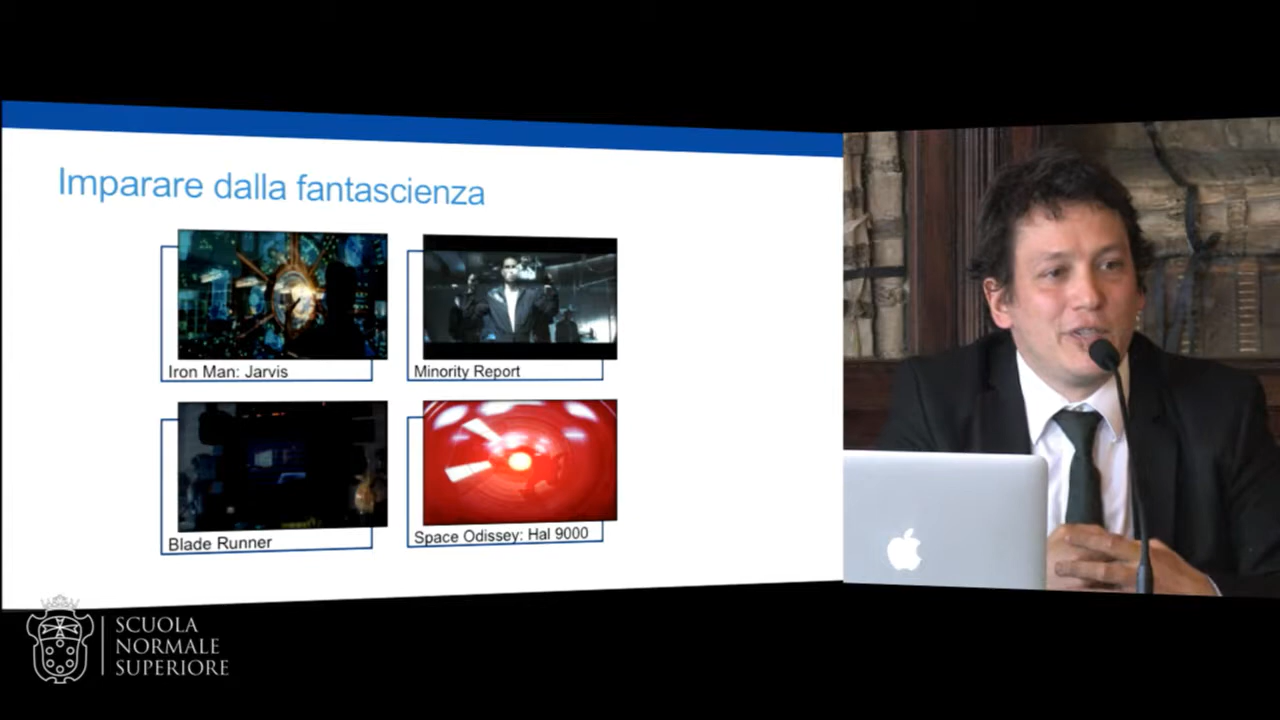 Imparare dalla fantascienza
Iron Man: Jarvis
Minority Report
Blade Runner
Space Odissey: Hal 9000
SCUOLA
NORMALE
SUPERIORE